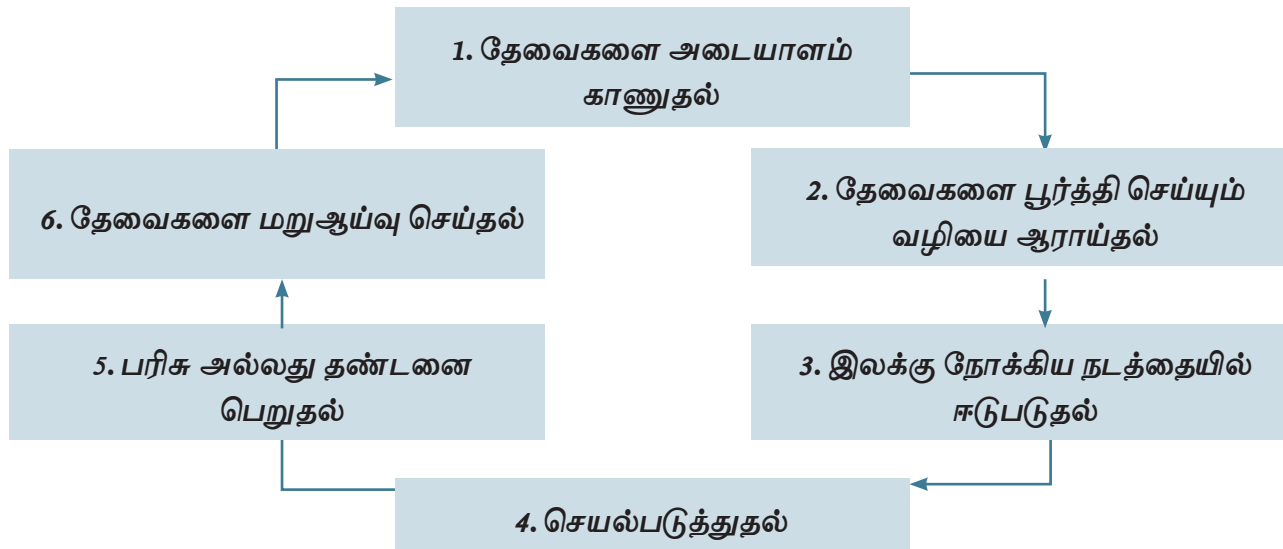 1. தேவைகளை அடையாளம்
காணுதல்
2. தேவைகளை பூர்த்தி செய்யும்
வழியை ஆராய்தல்
3. இலக்கு நோக்கிய நடத்தையில்
ஈடுபடுதல்
4. செயல்படுத்துதல்
5. பரிசு அல்லது தண்டனை
பெறுதல்
6. தேவைகளை மறுஆய்வு செய்தல்